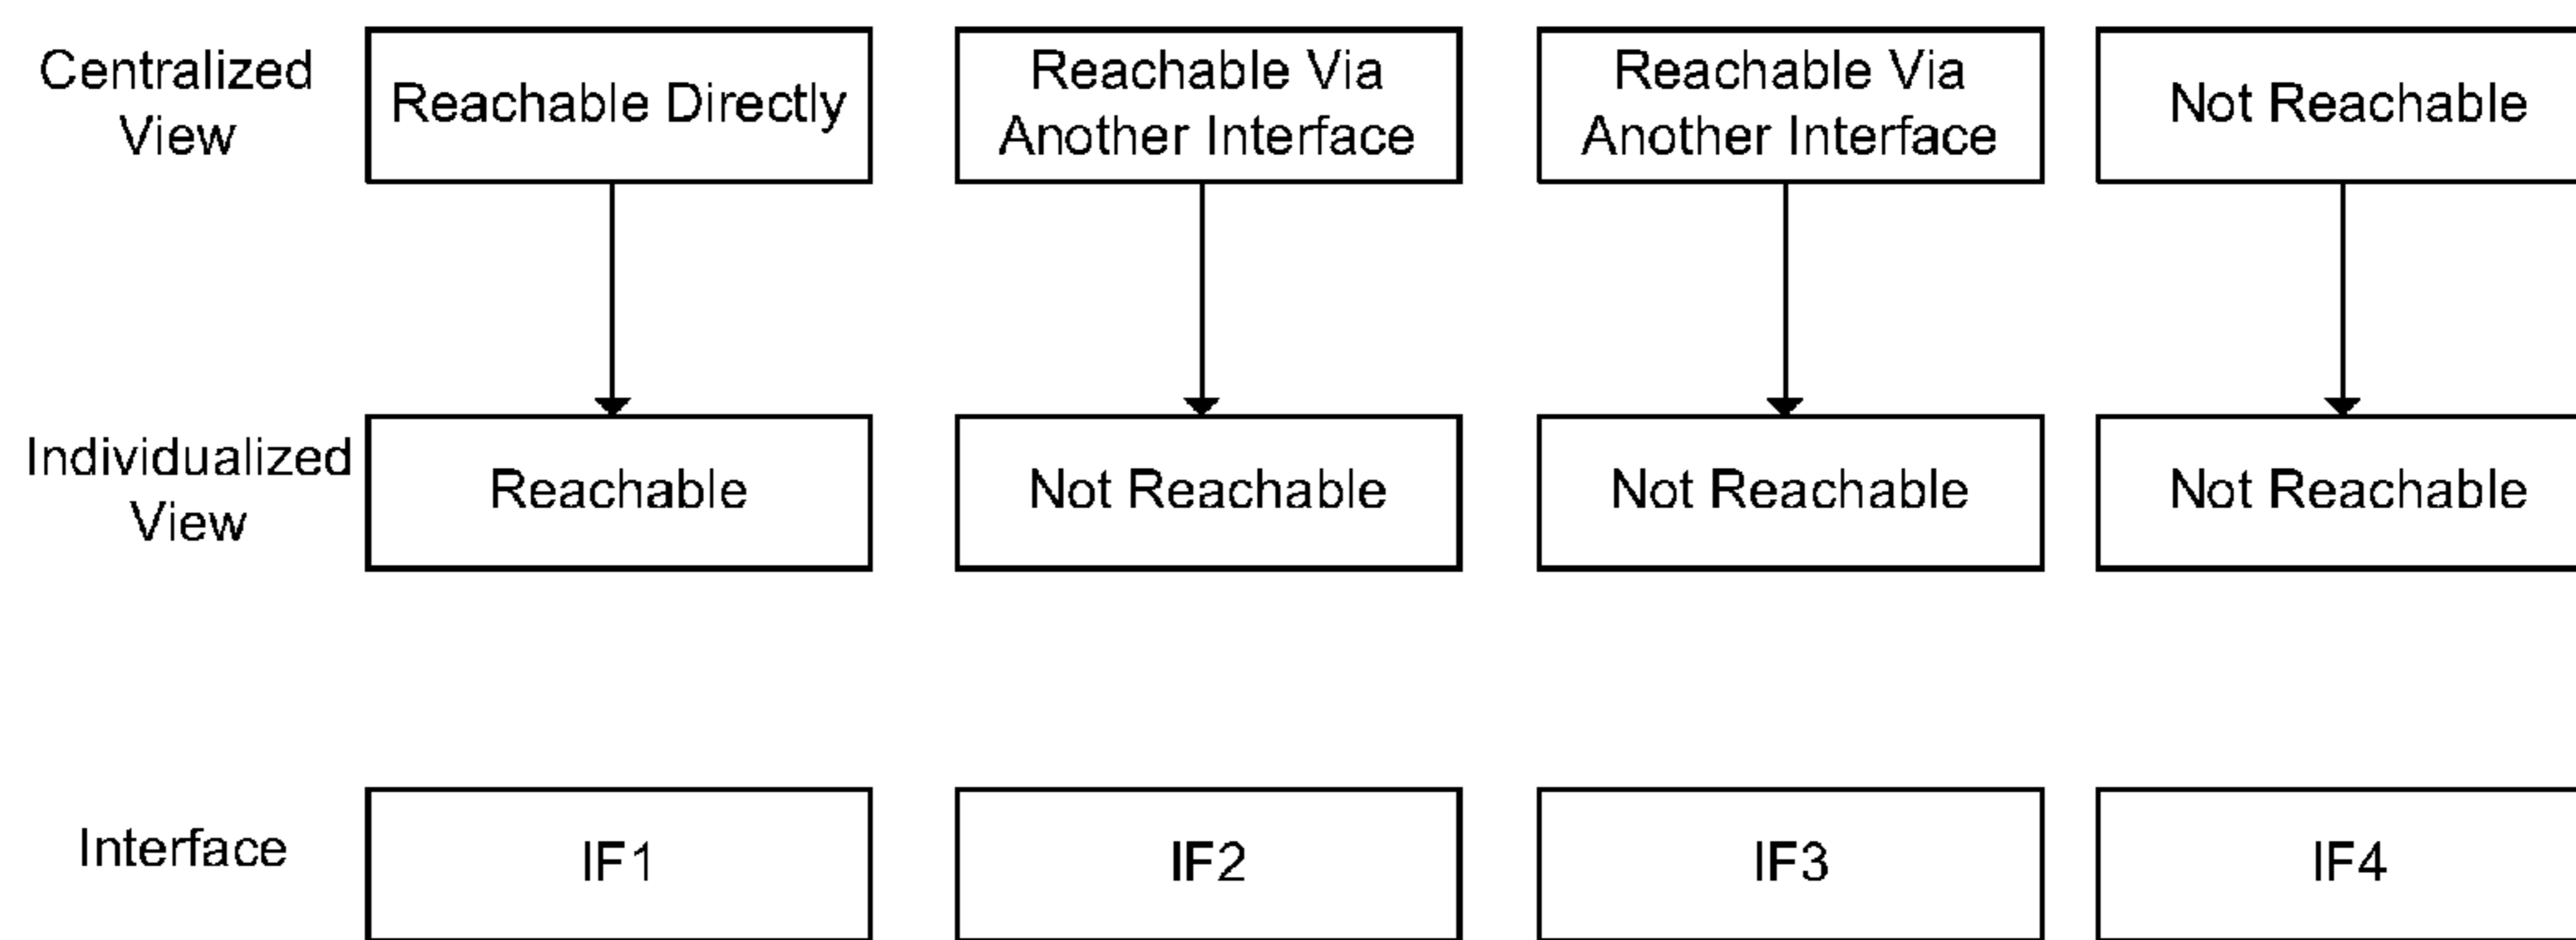 Centralized
View
Reachable Directly
Reachable Via
Another Interface
Reachable Via
Another Interface
Not Reachable
Individualized
View
Reachable
Not Reachable
Not Reachable
Not Reachable
Interface
IF1
IF2
IF3
IF4